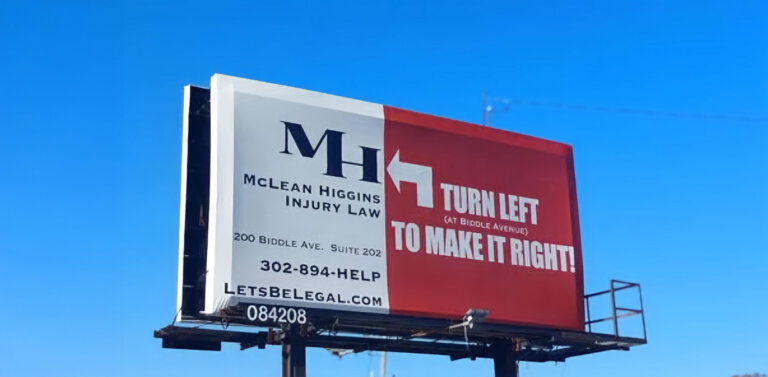 MH
McLean Higgins
Injury Law
200 Biddle Ave. Suite 202
302-894-HELP
LetsBeLegal.com
084208
TURN LEFT
(at Biddle Avenue)
TO MAKE IT RIGHT!